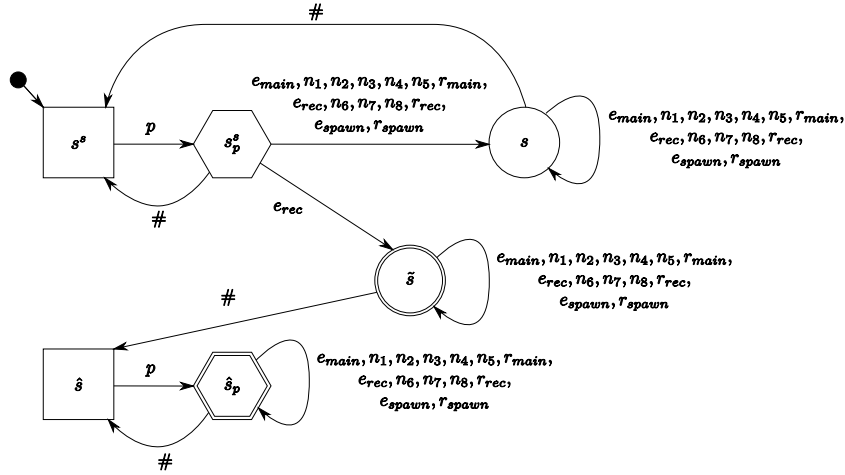 #
e_main, n_1, n_2, n_3, n_4, n_5, r_main,
e_rec, n_6, n_7, n_8, r_rec,
e_spawn, r_spawn
s^s
p
s^s_p
s
e_main, n_1, n_2, n_3, n_4, n_5, r_main,
e_rec, n_6, n_7, n_8, r_rec,
e_spawn, r_spawn
#
e_rec
s̃
e_main, n_1, n_2, n_3, n_4, n_5, r_main,
e_rec, n_6, n_7, n_8, r_rec,
e_spawn, r_spawn
#
ŝ
p
ŝ_p
e_main, n_1, n_2, n_3, n_4, n_5, r_main,
e_rec, n_6, n_7, n_8, r_rec,
e_spawn, r_spawn
#